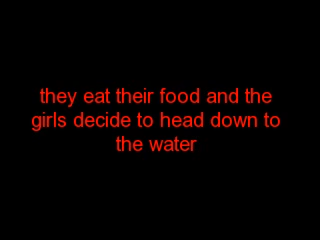 they eat their food and the
girls decide to head down to
the water